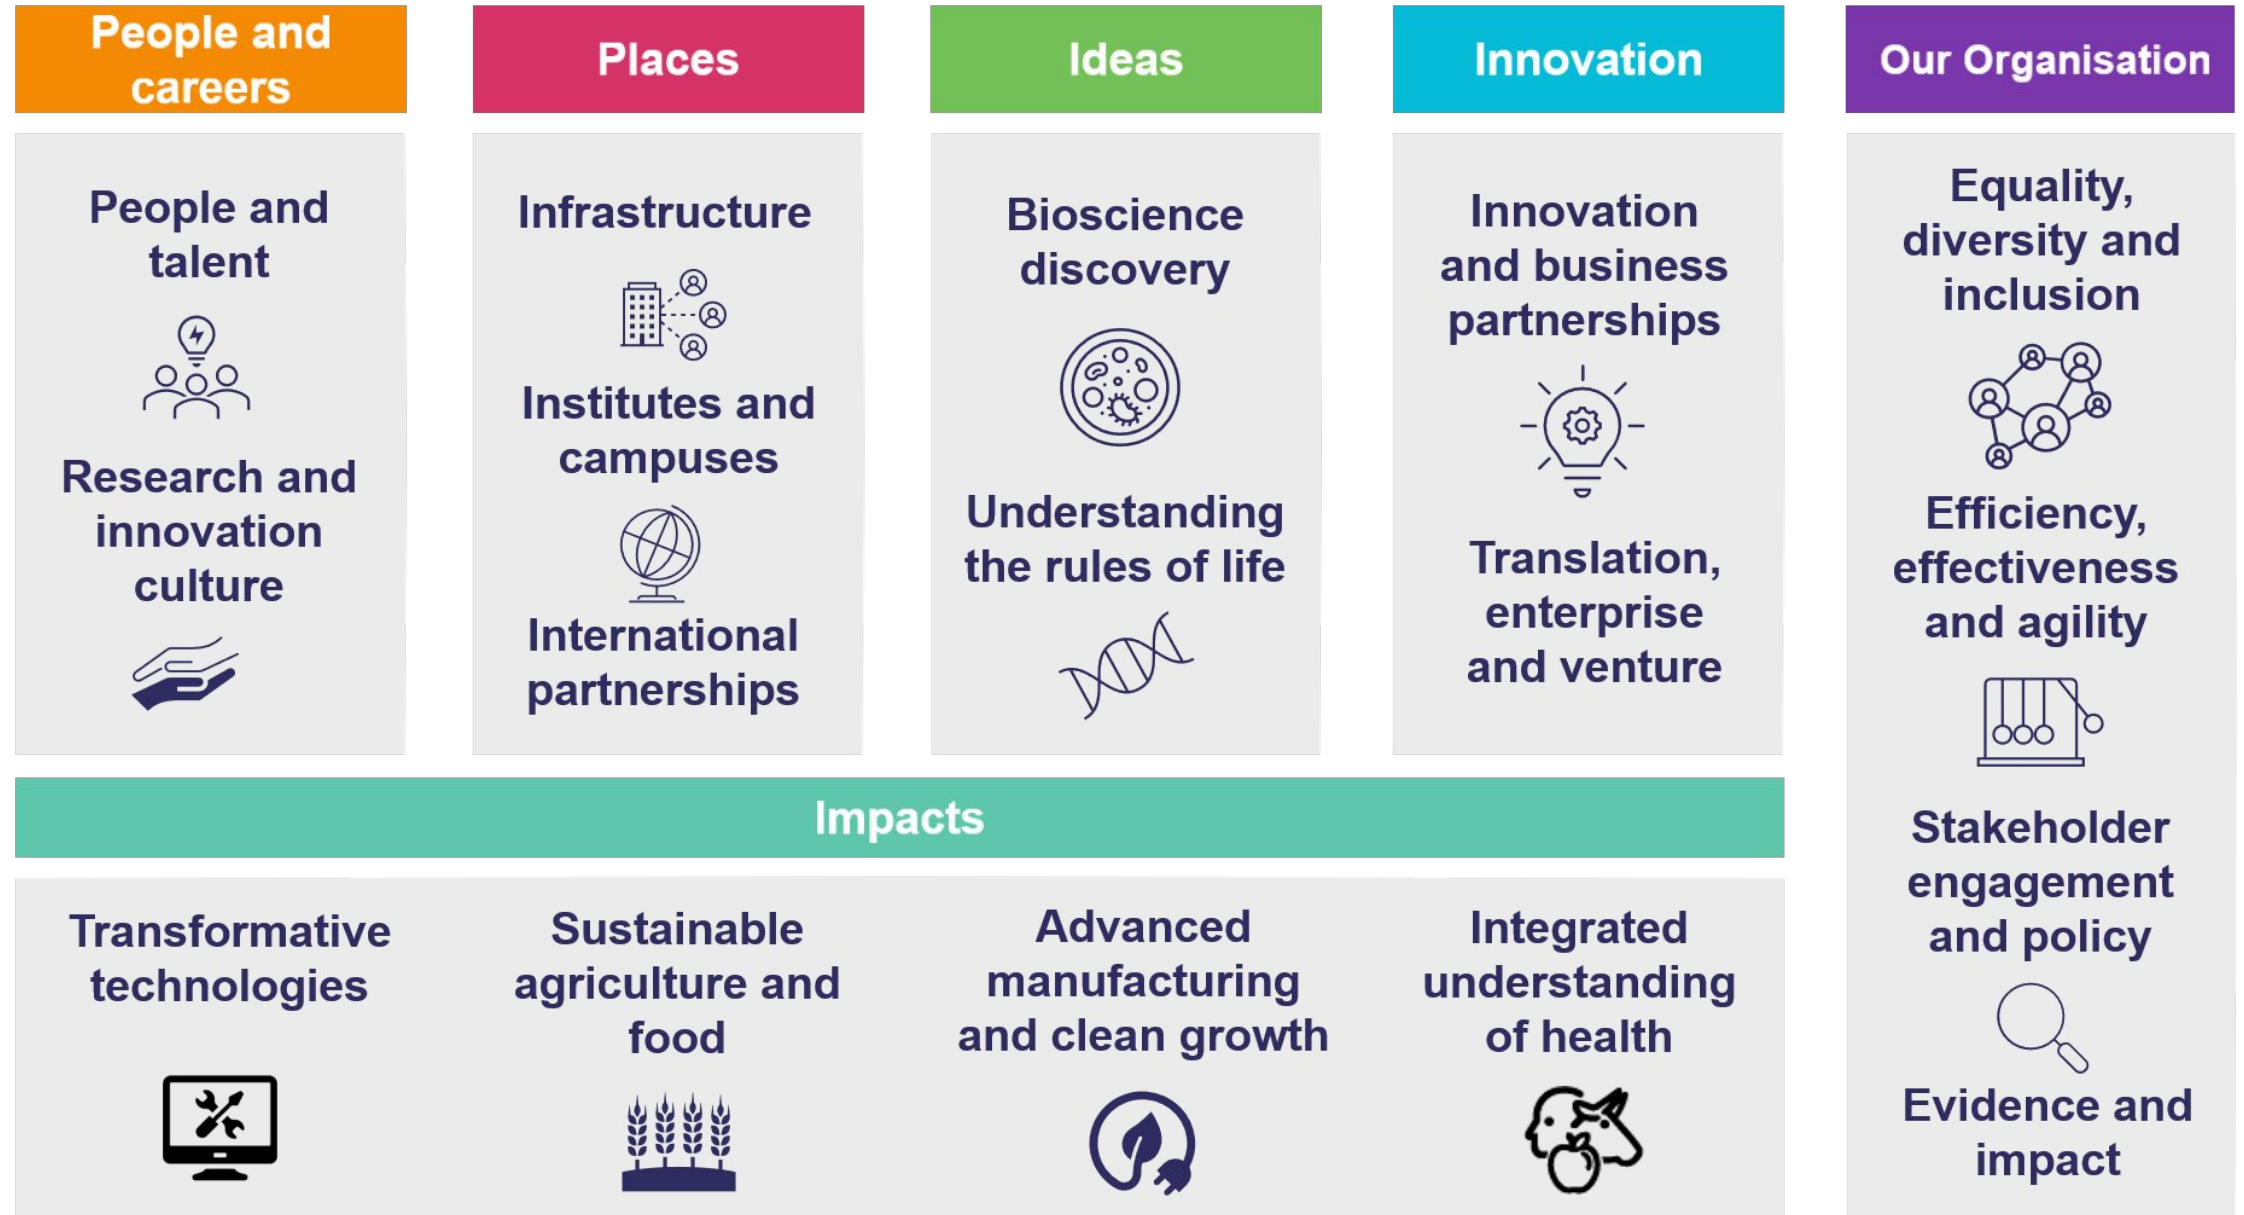 People and
careers
People and
talent
Research and
innovation
culture
Places
Infrastructure
Institutes and
campuses
International
partnerships
Ideas
Bioscience
discovery
Understanding
the rules of life
Innovation
Innovation
and business
partnerships
Translation,
enterprise
and venture
Our Organisation
Equality,
diversity and
inclusion
Efficiency,
effectiveness
and agility
Stakeholder
engagement
and policy
Evidence and
impact
Impacts
Transformative
technologies
Sustainable
agriculture and
food
Advanced
manufacturing
and clean growth
Integrated
understanding
of health